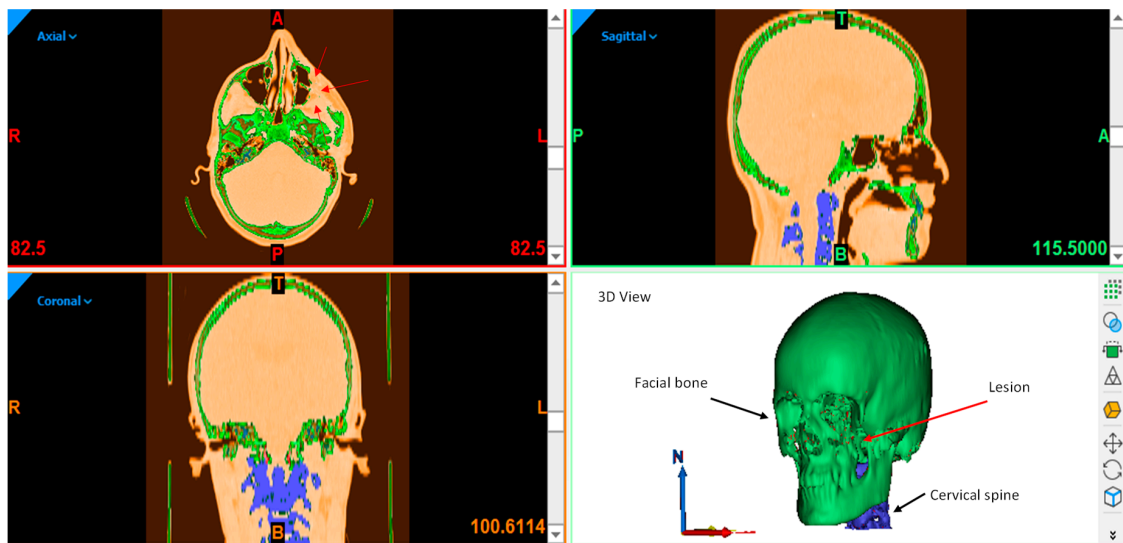 A
Axial
R
L
82.5
82.5
P
T
Sagittal
P
A
B
115.5000
T
Coronal
R
L
B
100.6114
3D View
Facial bone
Lesion
N
Cervical spine